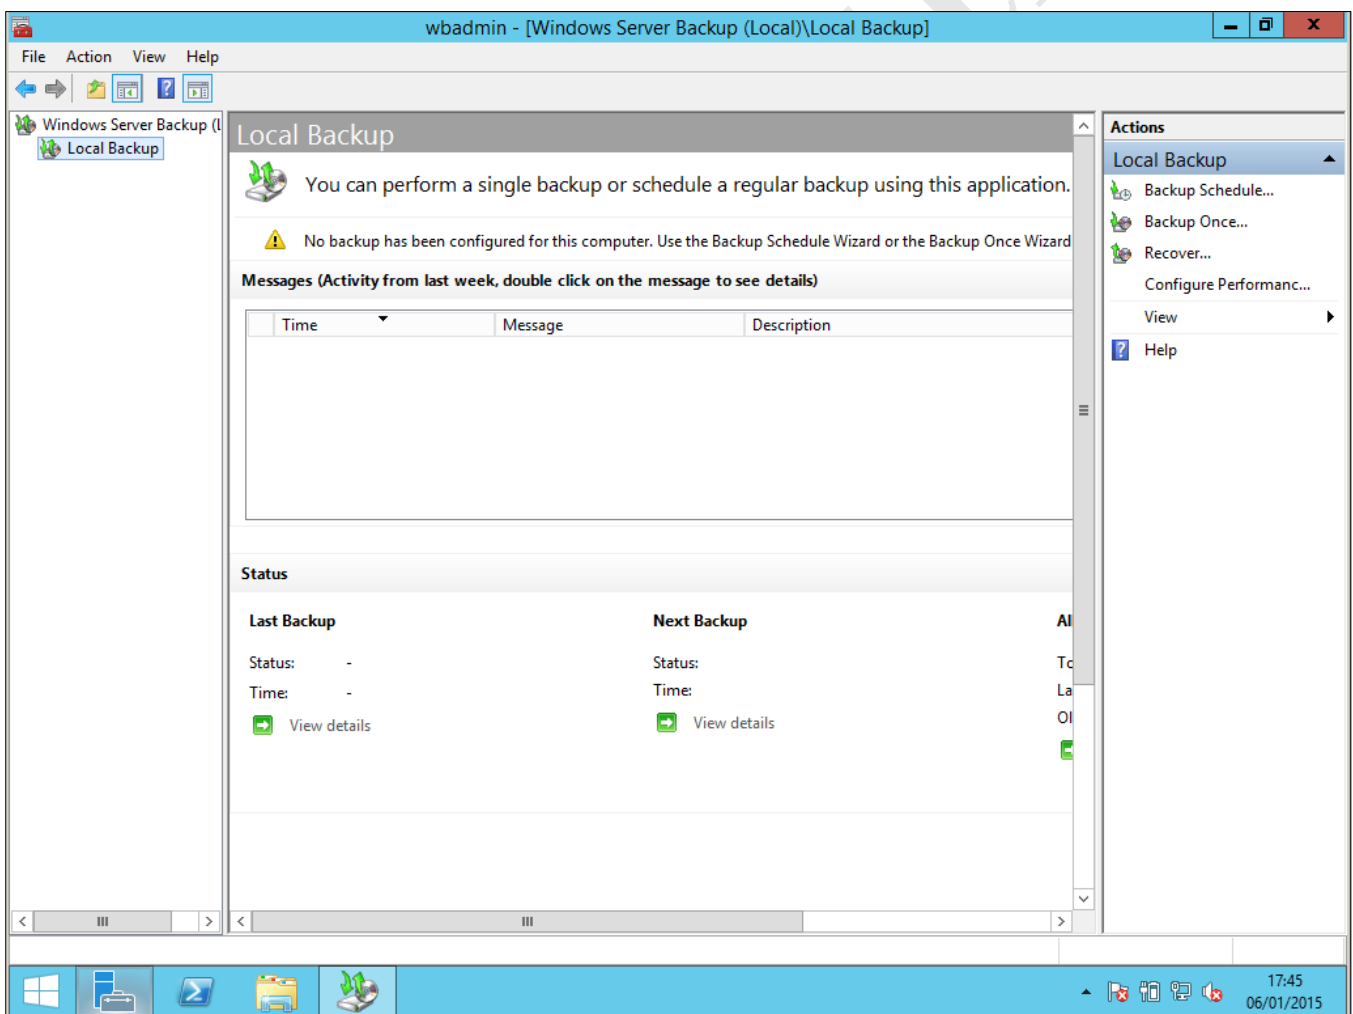 wbadmin - [Windows Server Backup (Local)\Local Backup]
File Action View Help
Windows Server Backup (L
Local Backup
Local Backup
You can perform a single backup or schedule a regular backup using this application.
No backup has been configured for this computer. Use the Backup Schedule Wizard or the Backup Once Wizard
Messages (Activity from last week, double click on the message to see details)
Time Message Description
Status
Last Backup
Status: -
Time: -
View details
Next Backup
Status:
Time:
View details
Al
To
La
Ol
Actions
Local Backup
Backup Schedule...
Backup Once...
Recover...
Configure Performanc...
View
Help
17:45
06/01/2015